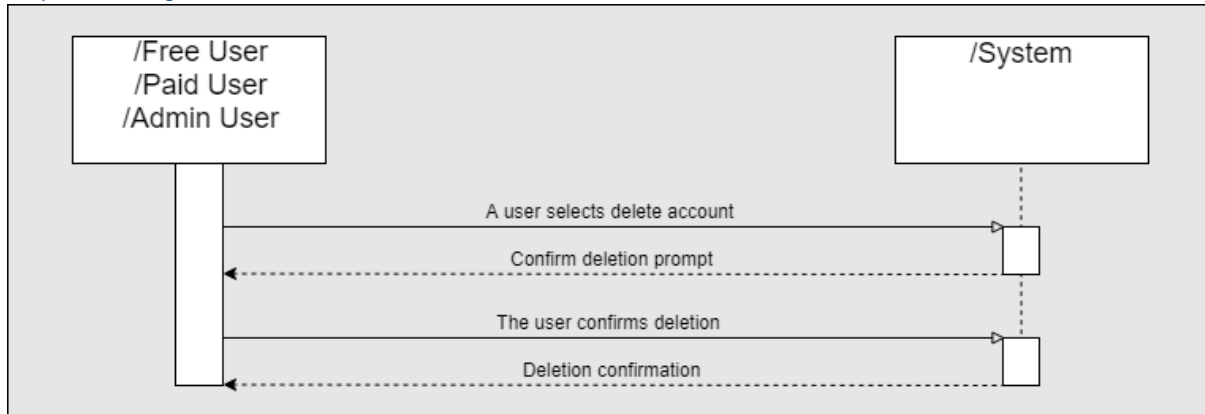 /Free User
/Paid User
/Admin User
/System
A user selects delete account
Confirm deletion prompt
The user confirms deletion
Deletion confirmation